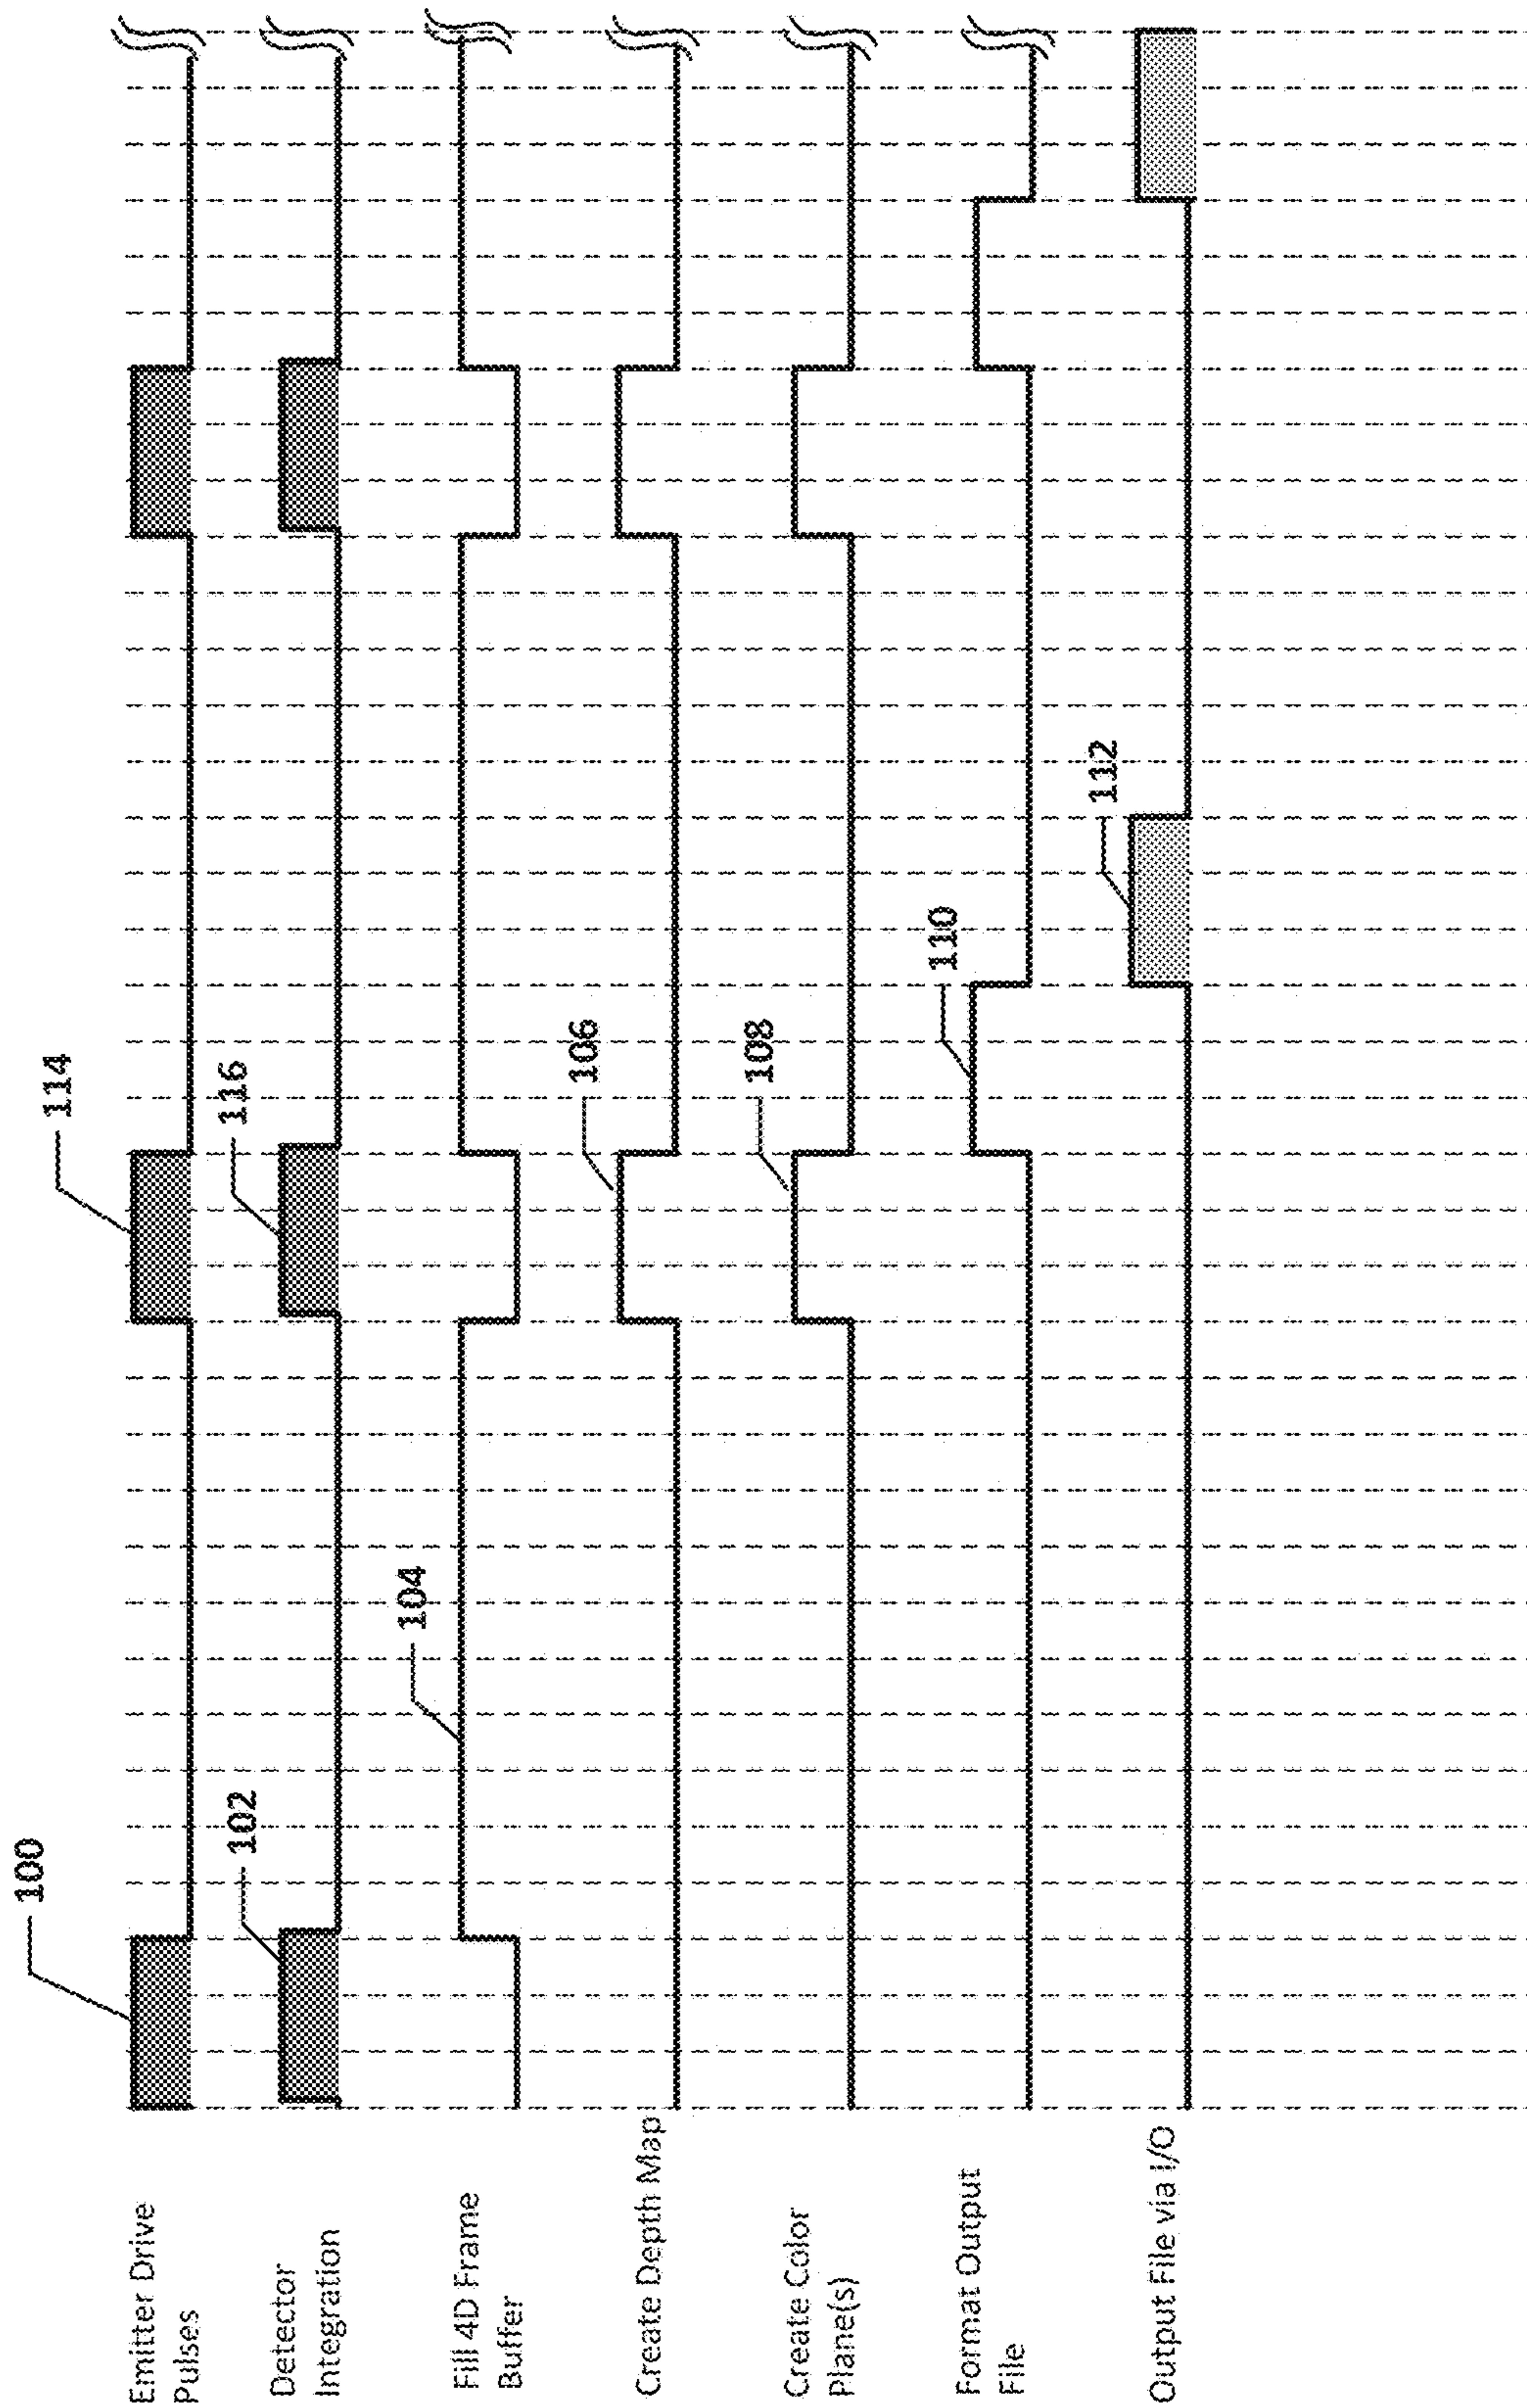 100
114
Emitter Drive
Pulses
102
116
Detector
Integration
104
Fill 4D Frame
Buffer
106
Create Depth Map
108
Create Color
Plane(s)
110
Format Output
File
112
Output File via I/O